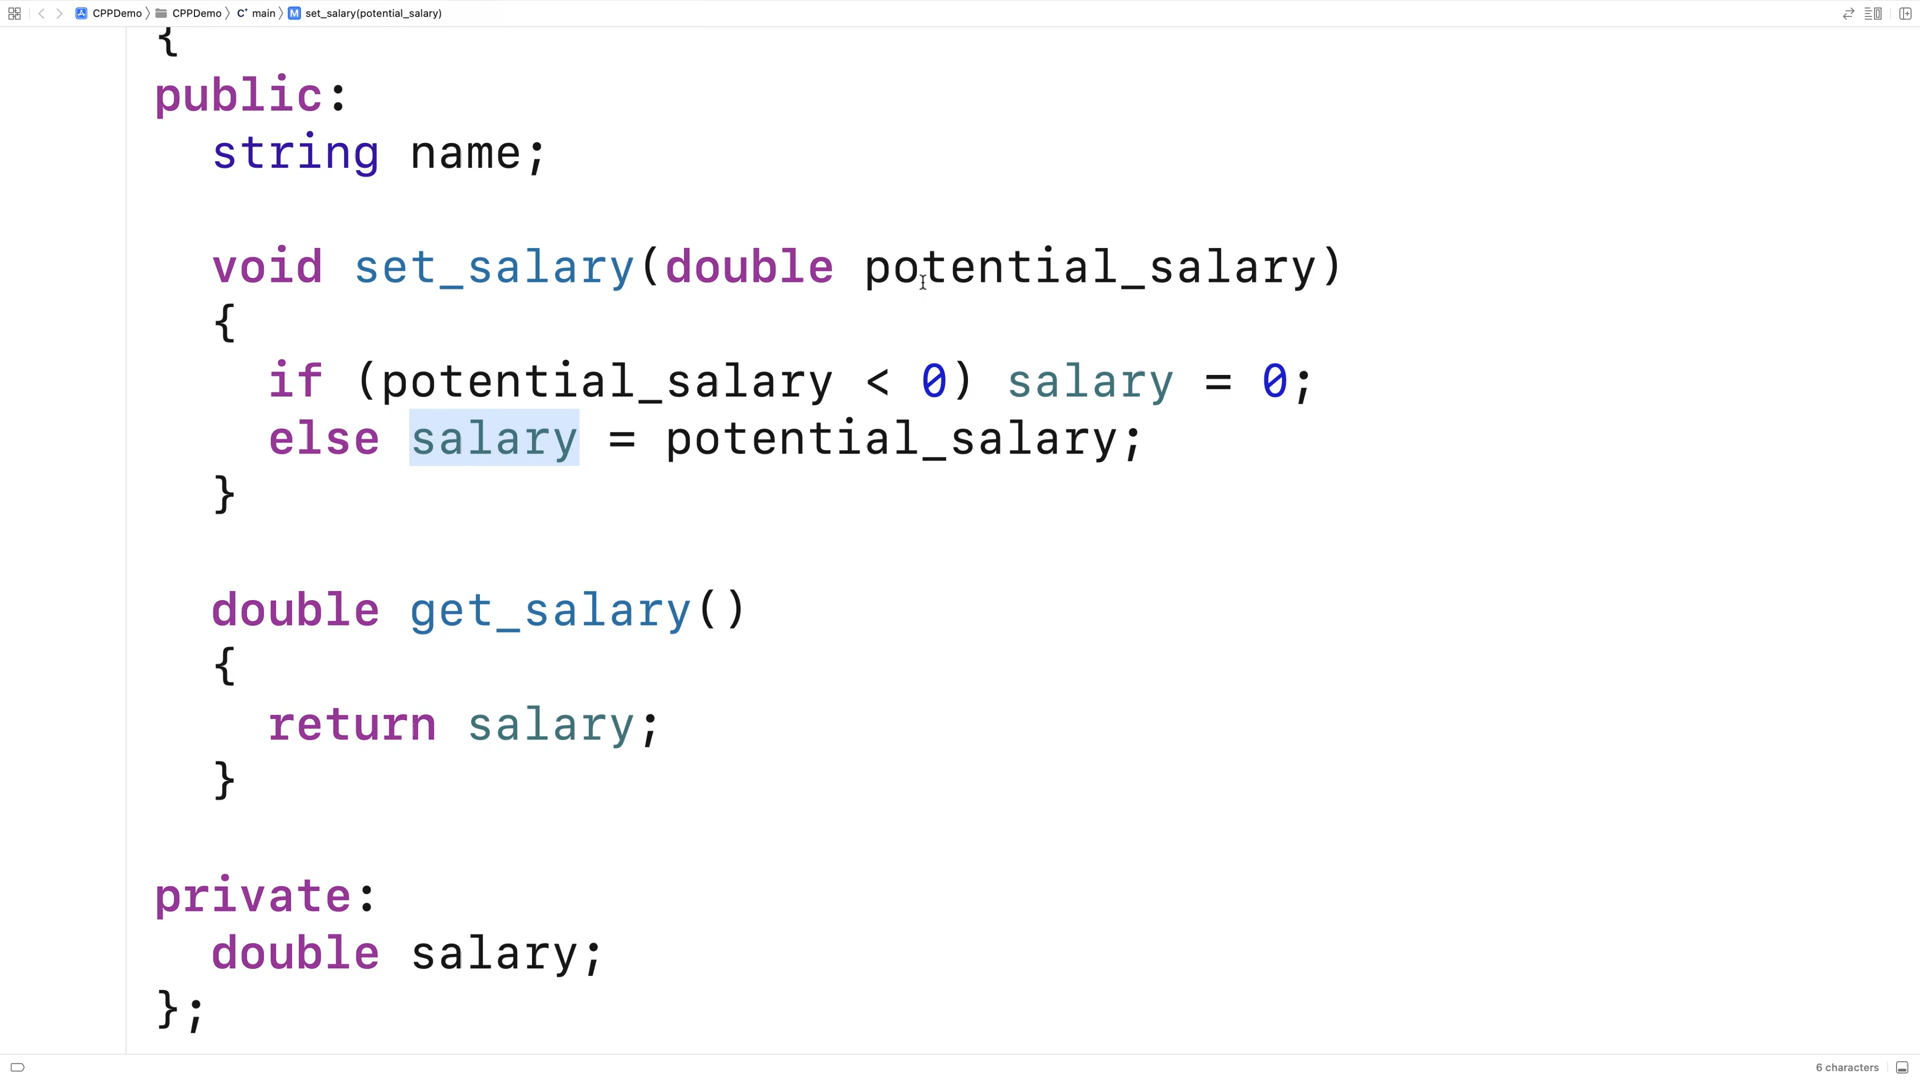 CPPDemo CPPDemo main set_salary(potential_salary)
{
public:
string name;
void set_salary(double potential_salary)
{
if (potential_salary < 0) salary = 0;
else salary = potential_salary;
}
double get_salary()
{
return salary;
}
private:
double salary;
};
6 characters